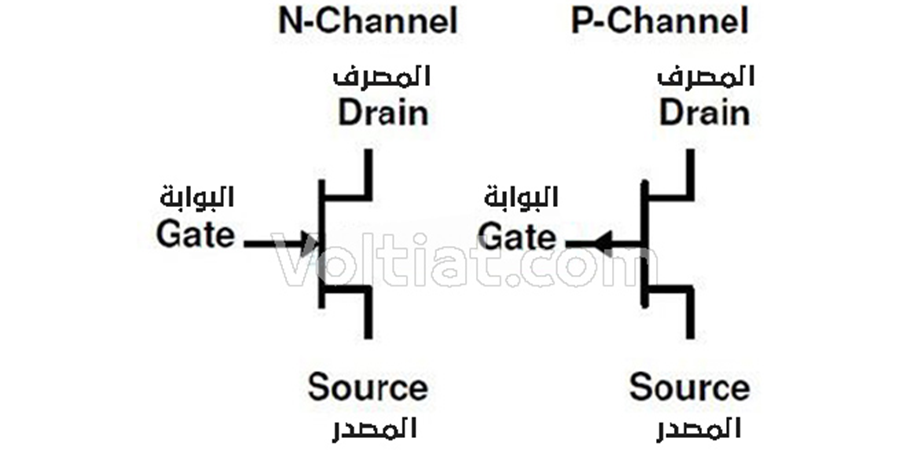 N-Channel
المصرف
Drain
البوابة
Gate
Source
المصدر
P-Channel
المصرف
Drain
البوابة
Gate
Source
المصدر
Voltiat.com